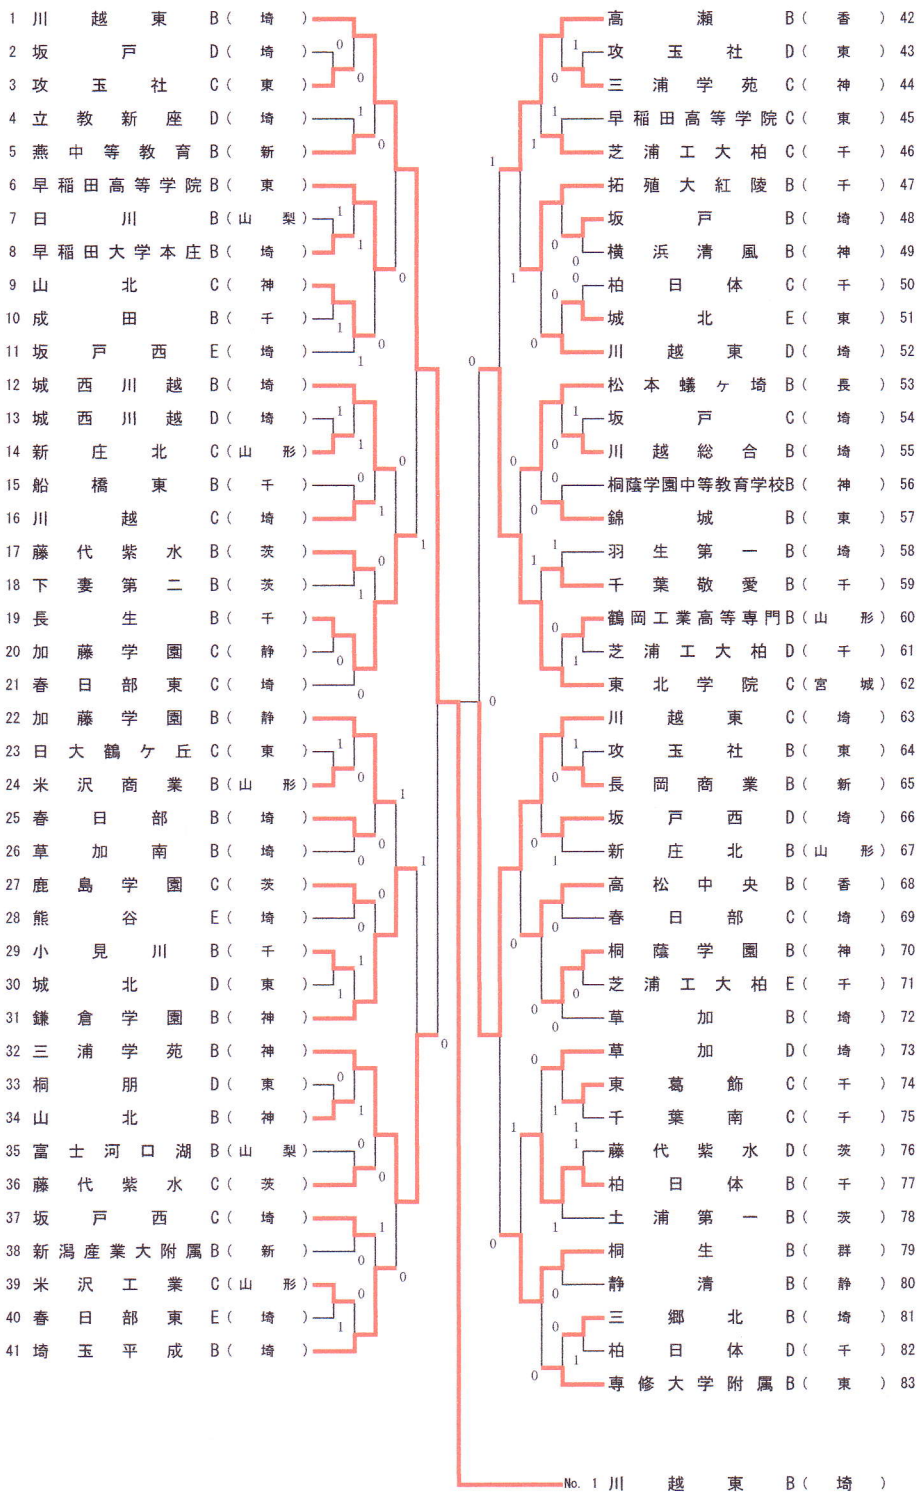 1 川越東 B (埼)
2 坂戸 D (埼)
3 攻玉社 C (東)
4 立教新座 D (埼)
5 燕中等教育 B (新)
6 早稲田高等学院 B (東)
7 日川 B (山梨)
8 早稲田大学本庄 B (埼)
9 山北 C (神)
10 成田 B (千)
11 坂戸西 E (埼)
12 城西川越 B (埼)
13 城西川越 D (埼)
14 新庄北 C (山形)
15 船橋東 B (千)
16 川越 C (埼)
17 藤代紫水 B (茨)
18 下妻第二 B (茨)
19 長生 B (千)
20 加藤学園 C (静)
21 春日部東 C (埼)
22 加藤学園 B (静)
23 日大鶴ケ丘 C (東)
24 米沢商業 B (山形)
25 春日部 B (埼)
26 草加南 B (埼)
27 鹿島学園 C (茨)
28 熊谷 E (埼)
29 小見川 B (千)
30 城北 D (東)
31 鎌倉学園 B (神)
32 三浦学苑 B (神)
33 桐朋 D (東)
34 山北 B (神)
35 富士河口湖 B (山梨)
36 藤代紫水 C (茨)
37 坂戸西 C (埼)
38 新潟産業大附属 B (新)
39 米沢工業 C (山形)
40 春日部東 E (埼)
41 埼玉平成 B (埼)
高瀬 B (香) 42
攻玉社 D (東) 43
三浦学苑 C (神) 44
早稲田高等学院 C (東) 45
芝浦工大柏 C (千) 46
拓殖大紅陵 B (千) 47
坂戸 B (埼) 48
横浜清風 B (神) 49
柏日体 C (千) 50
城北 E (東) 51
川越東 D (埼) 52
松本蟻ヶ埼 B (長) 53
坂戸 C (埼) 54
川越総合 B (埼) 55
桐蔭学園中等教育学校 B (神) 56
錦城 B (東) 57
羽生第一 B (埼) 58
千葉敬愛 B (千) 59
鶴岡工業高等専門 B (山形) 60
芝浦工大柏 D (千) 61
東北学院 C (宮城) 62
川越東 C (埼) 63
攻玉社 B (東) 64
長岡商業 B (新) 65
坂戸西 D (埼) 66
新庄北 B (山形) 67
高松中央 B (香) 68
春日部 C (埼) 69
桐蔭学園 B (神) 70
芝浦工大柏 E (千) 71
草加 B (埼) 72
草加 D (埼) 73
東葛飾 C (千) 74
千葉南 C (千) 75
藤代紫水 D (茨) 76
柏日体 B (千) 77
土浦第一 B (茨) 78
桐生 B (群) 79
静清 B (静) 80
三郷北 B (埼) 81
柏日体 D (千) 82
専修大学附属 B (東) 83
No. 1 川越東 B (埼)